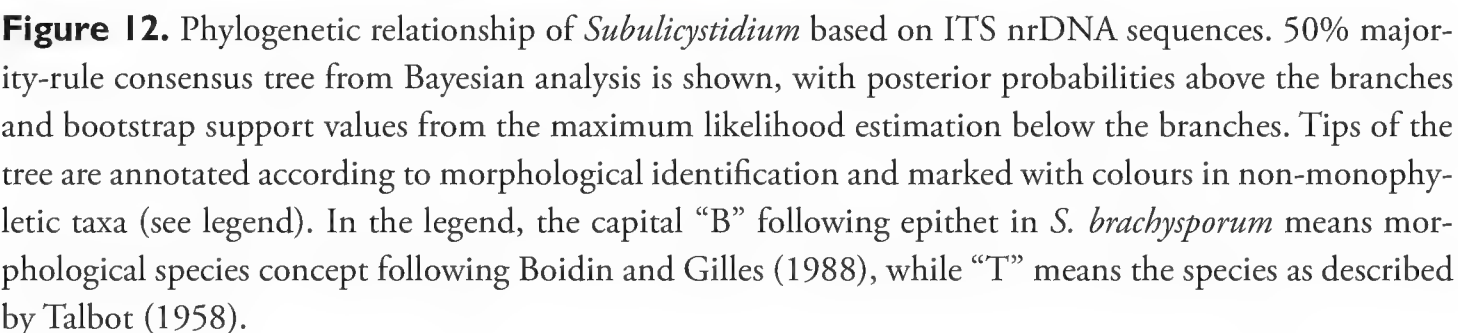 Figure 12. Phylogenetic relationship of Subulicystidium based on ITS nrDNA sequences. 50% major-
ity-rule consensus tree from Bayesian analysis is shown, with posterior probabilities above the branches
and bootstrap support values from the maximum likelihood estimation below the branches. Tips of the
tree are annotated according to morphological identification and marked with colours in non-monophy-
letic taxa (see legend). In the legend, the capital “B” following epithet in S. brachysporum means mor-
phological species concept following Boidin and Gilles (1988), while “T” means the species as described
by Talbot (1958).